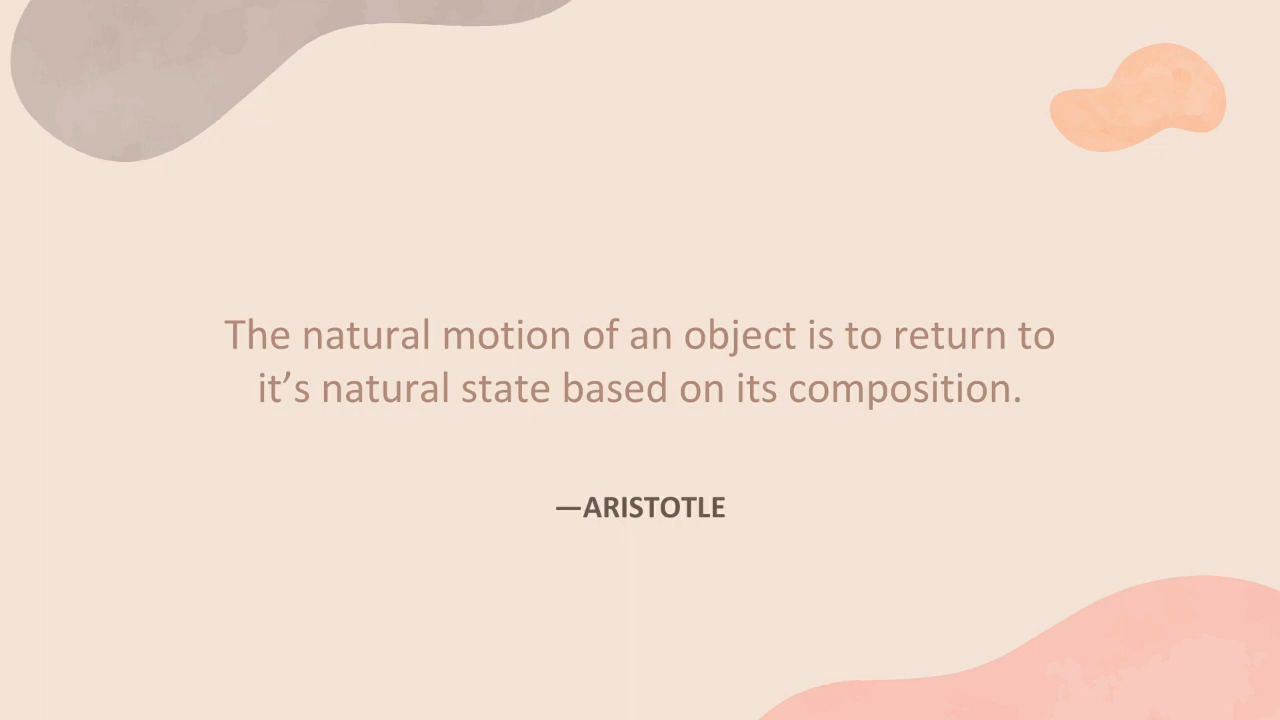 The natural motion of an object is to return to
it’s natural state based on its composition.
—ARISTOTLE